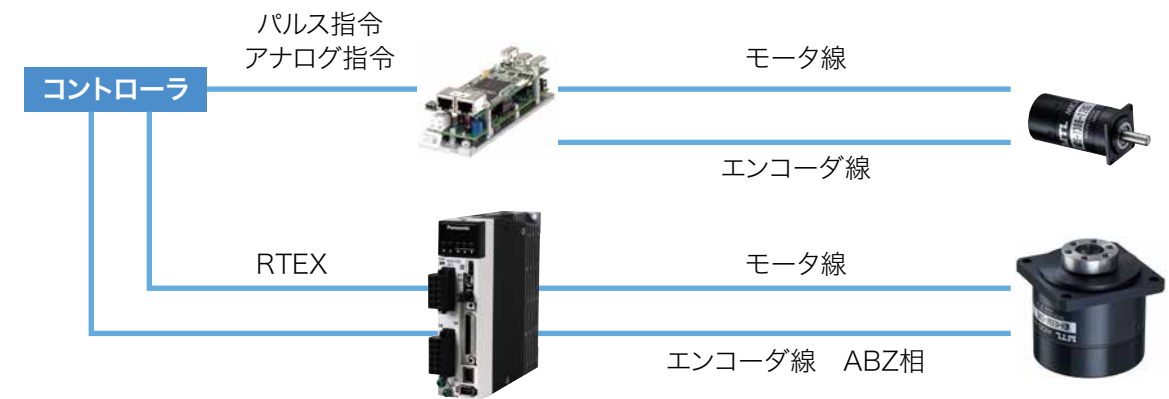 パルス指令
アナログ指令
モータ線
コントローラ
エンコーダ線
Panasonic
RTEX
モータ線
エンコーダ線　ABZ相
MTL